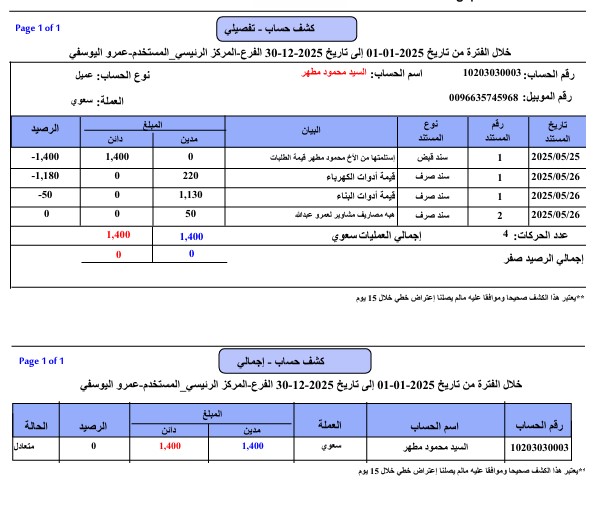 Page 1 of 1
كشف حساب - تفصيلي
خلال الفترة من تاريخ 2025-01-01 إلى تاريخ 2025-12-30 الفرع-المركز الرئيسي_المستخدم-عمرو اليوسفي
رقم الحساب: 10203030003 اسم الحساب: السيد محمود مطهر نوع الحساب: عميل
رقم الموبيل: 0096635745968 العملة: سعوي
تاريخ المستند رقم المستند نوع المستند البيان المبلغ مدين دائن الرصيد
2025/05/25 1 سند قبض إستلمتها من الأخ محمود مطهر قيمة الطلبات 0 1,400 -1,400
2025/05/26 1 سند صرف قيمة أدوات الكهرباء 220 0 -1,180
2025/05/26 1 سند صرف قيمة أدوات البناء 1,130 0 -50
2025/05/26 2 سند صرف هبه مصاريف مشاوير لعمرو عبدالله 50 0 0
عدد الحركات: 4 إجمالي العمليات سعوي 1,400 1,400
إجمالي الرصيد صفر 0 0
**يعتبر هذا الكشف صحيحا وموافقا عليه مالم يصلنا إعتراض خطي خلال 15 يوم
Page 1 of 1
كشف حساب - إجمالي
خلال الفترة من تاريخ 2025-01-01 إلى تاريخ 2025-12-30 الفرع-المركز الرئيسي_المستخدم-عمرو اليوسفي
رقم الحساب اسم الحساب العملة المبلغ مدين دائن الرصيد الحالة
10203030003 السيد محمود مطهر سعوي 1,400 1,400 0 متعادل
**يعتبر هذا الكشف صحيحا وموافقا عليه مالم يصلنا إعتراض خطي خلال 15 يوم